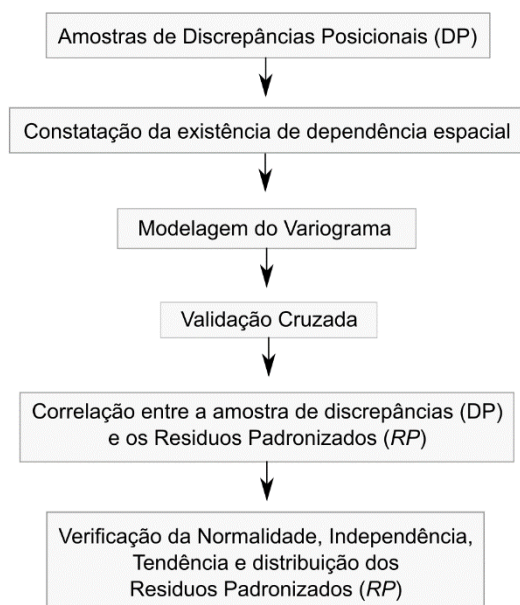 Amostras de Discrepâncias Posicionais (DP)
Constatação da existência de dependência espacial
Modelagem do Variograma
Validação Cruzada
Correlação entre a amostra de discrepâncias (DP)
e os Residuos Padronizados (RP)
Verificação da Normalidade, Independência,
Tendência e distribuição dos
Residuos Padronizados (RP)